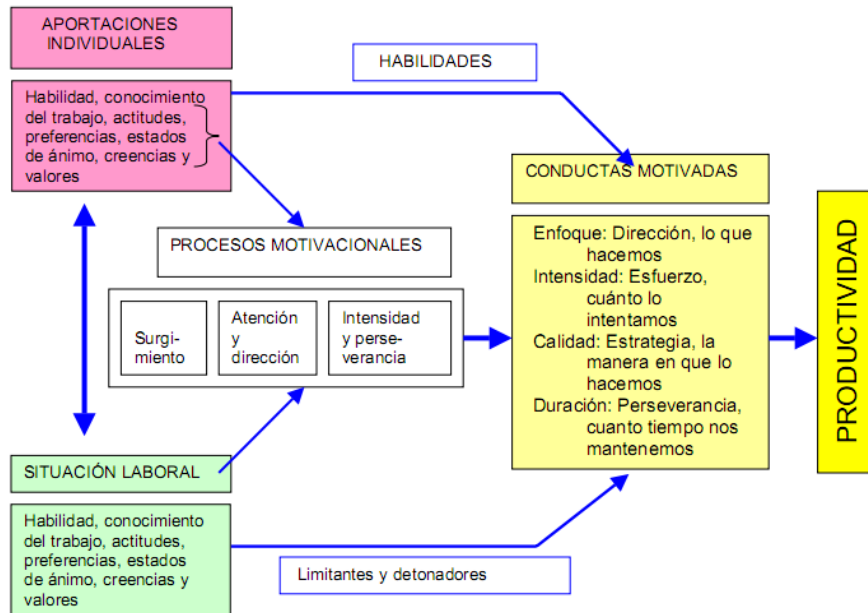 APORTACIONES
INDIVIDUALES
HABILIDADES
Habilidad, conocimiento
del trabajo, actitudes,
preferencias, estados
de ánimo, creencias y
valores
CONDUCTAS MOTIVADAS
PROCESOS MOTIVACIONALES
Surgi-
miento
Atención
y
dirección
Intensidad
y perse-
verancia
Enfoque: Dirección, lo que
hacemos
Intensidad: Esfuerzo,
cuánto lo
intentamos
Calidad: Estrategia, la
manera en que lo
hacemos
Duración: Perseverancia,
cuanto tiempo nos
mantenemos
PRODUCTIVIDAD
SITUACIÓN LABORAL
Habilidad, conocimiento
del trabajo, actitudes,
preferencias, estados
de ánimo, creencias y
valores
Limitantes y detonadores